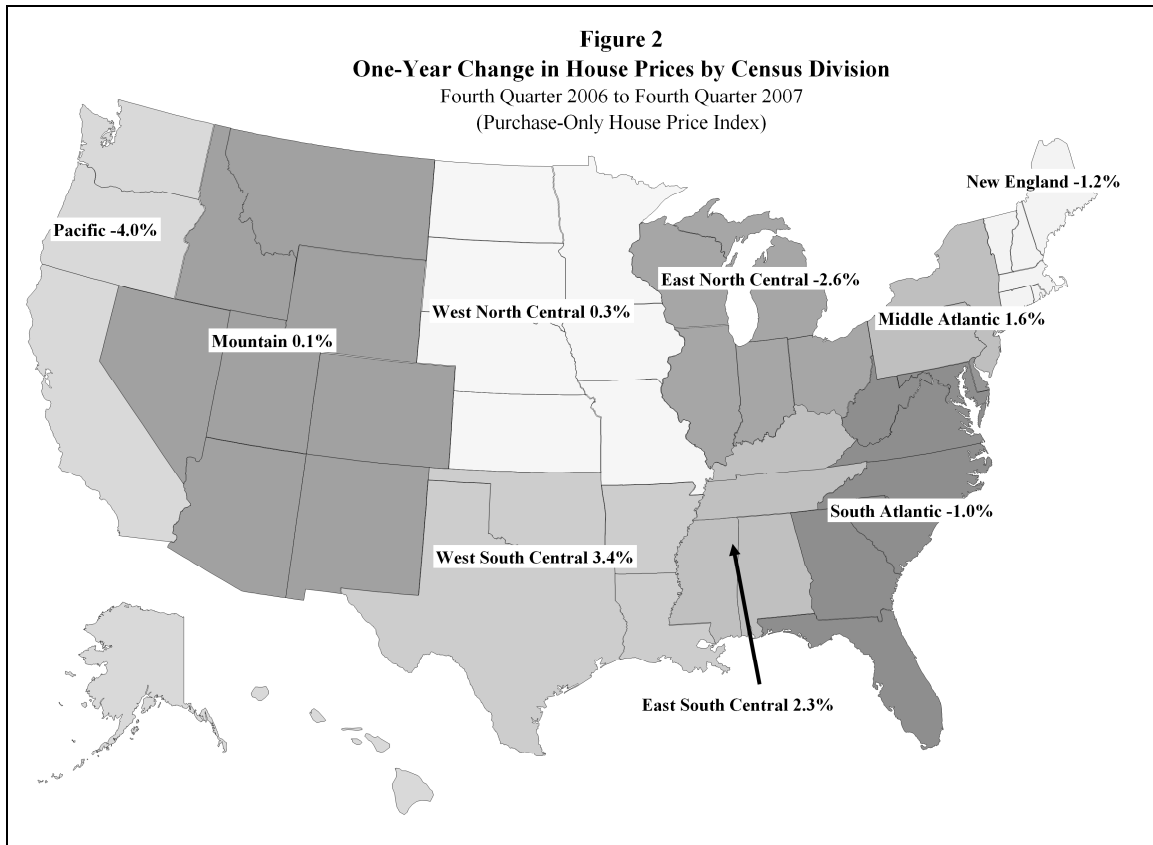 Figure 2
One-Year Change in House Prices by Census Division
Fourth Quarter 2006 to Fourth Quarter 2007
(Purchase-Only House Price Index)
New England -1.2%
Pacific -4.0%
East North Central -2.6%
West North Central 0.3%
Middle Atlantic 1.6%
Mountain 0.1%
South Atlantic -1.0%
West South Central 3.4%
East South Central 2.3%